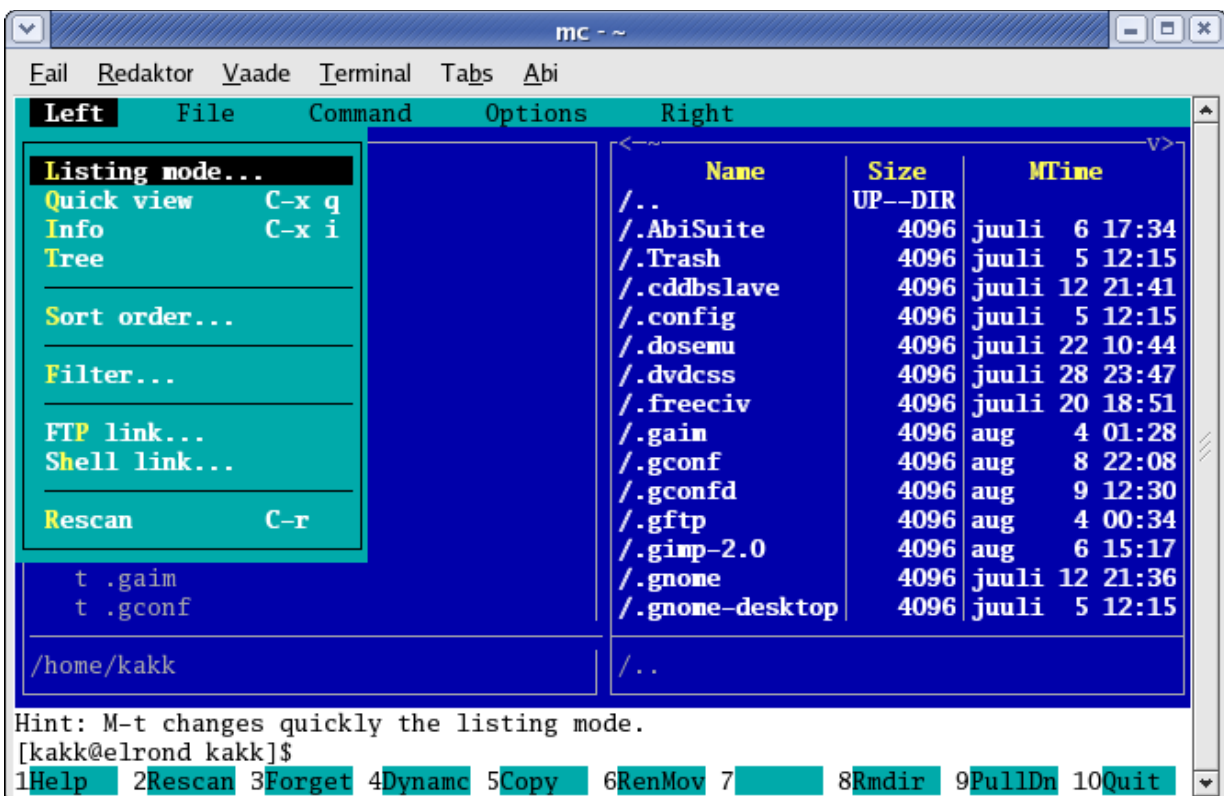 mc - ~
Fail Redaktor Vaade Terminal Tabs Abi
Left File Command Options Right
Listing mode...
Quick view C-x q
Info C-x i
Tree
Sort order...
Filter...
FTP link...
Shell link...
Rescan C-r
t .gaim
t .gconf
/home/kakk
<─~ v>
Name Size MTime
/.. UP--DIR
/.AbiSuite 4096 juuli 6 17:34
/.Trash 4096 juuli 5 12:15
/.cddbslave 4096 juuli 12 21:41
/.config 4096 juuli 5 12:15
/.dosemu 4096 juuli 22 10:44
/.dvdcss 4096 juuli 28 23:47
/.freeciv 4096 juuli 20 18:51
/.gaim 4096 aug 4 01:28
/.gconf 4096 aug 8 22:08
/.gconfd 4096 aug 9 12:30
/.gftp 4096 aug 4 00:34
/.gimp-2.0 4096 aug 6 15:17
/.gnome 4096 juuli 12 21:36
/.gnome-desktop 4096 juuli 5 12:15
/..
Hint: M-t changes quickly the listing mode.
[kakk@elrond kakk]$
1Help 2Rescan 3Forget 4Dynamc 5Copy 6RenMov 7 8Rmdir 9PullDn 10Quit